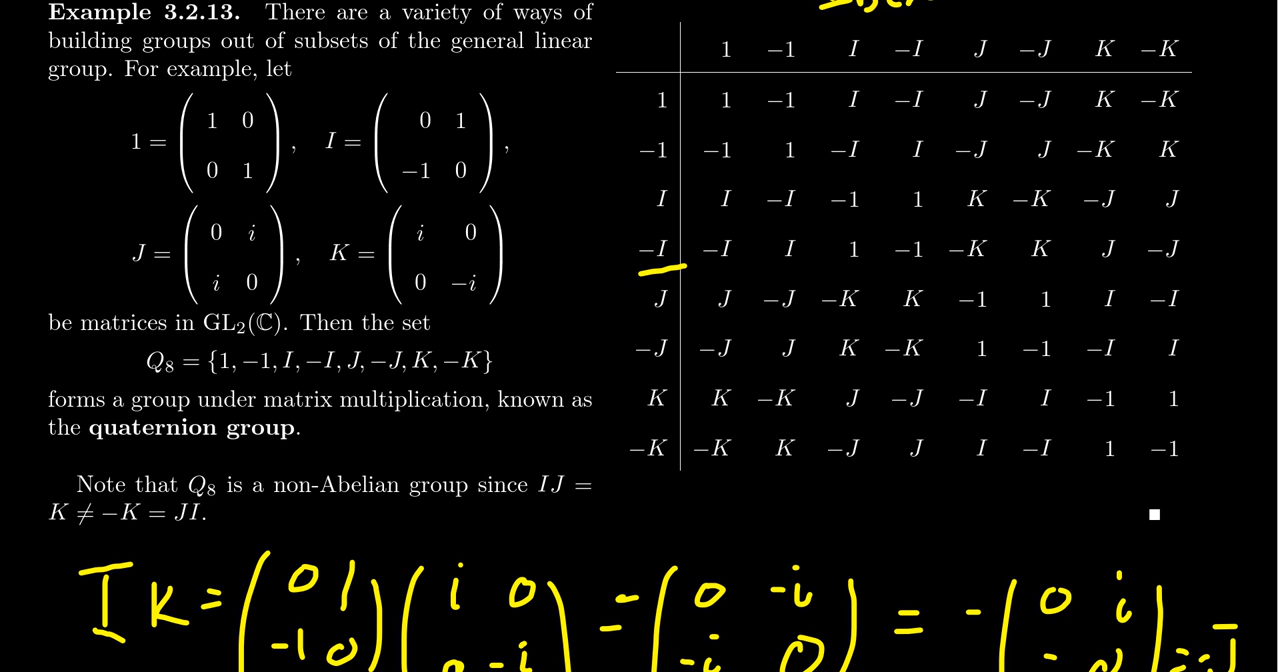 Example 3.2.13. There are a variety of ways of
building groups out of subsets of the general linear
group. For example, let
1 = ( 1 0 ; 0 1 ), I = ( 0 1 ; −1 0 ),
J = ( 0 i ; i 0 ), K = ( i 0 ; 0 −i )
be matrices in GL₂(ℂ). Then the set
Q₈ = {1, −1, I, −I, J, −J, K, −K}
forms a group under matrix multiplication, known as
the quaternion group.
Note that Q₈ is a non-Abelian group since IJ =
K ≠ −K = JI.
1 −1 I −I J −J K −K
1 1 −1 I −I J −J K −K
−1 −1 1 −I I −J J −K K
I I −I −1 1 K −K −J J
−I −I I 1 −1 −K K J −J
J J −J −K K −1 1 I −I
−J −J J K −K 1 −1 −I I
K K −K J −J −I I −1 1
−K −K K −J J I −I 1 −1
I K = ( 0 1 ; -1 0 ) ( i 0 ; 0 -i ) = ( 0 -i ; -i 0 ) = - ( 0 i